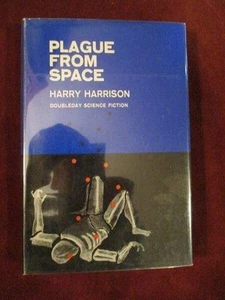 PLAGUE
FROM
SPACE
HARRY HARRISON
DOUBLEDAY SCIENCE FICTION